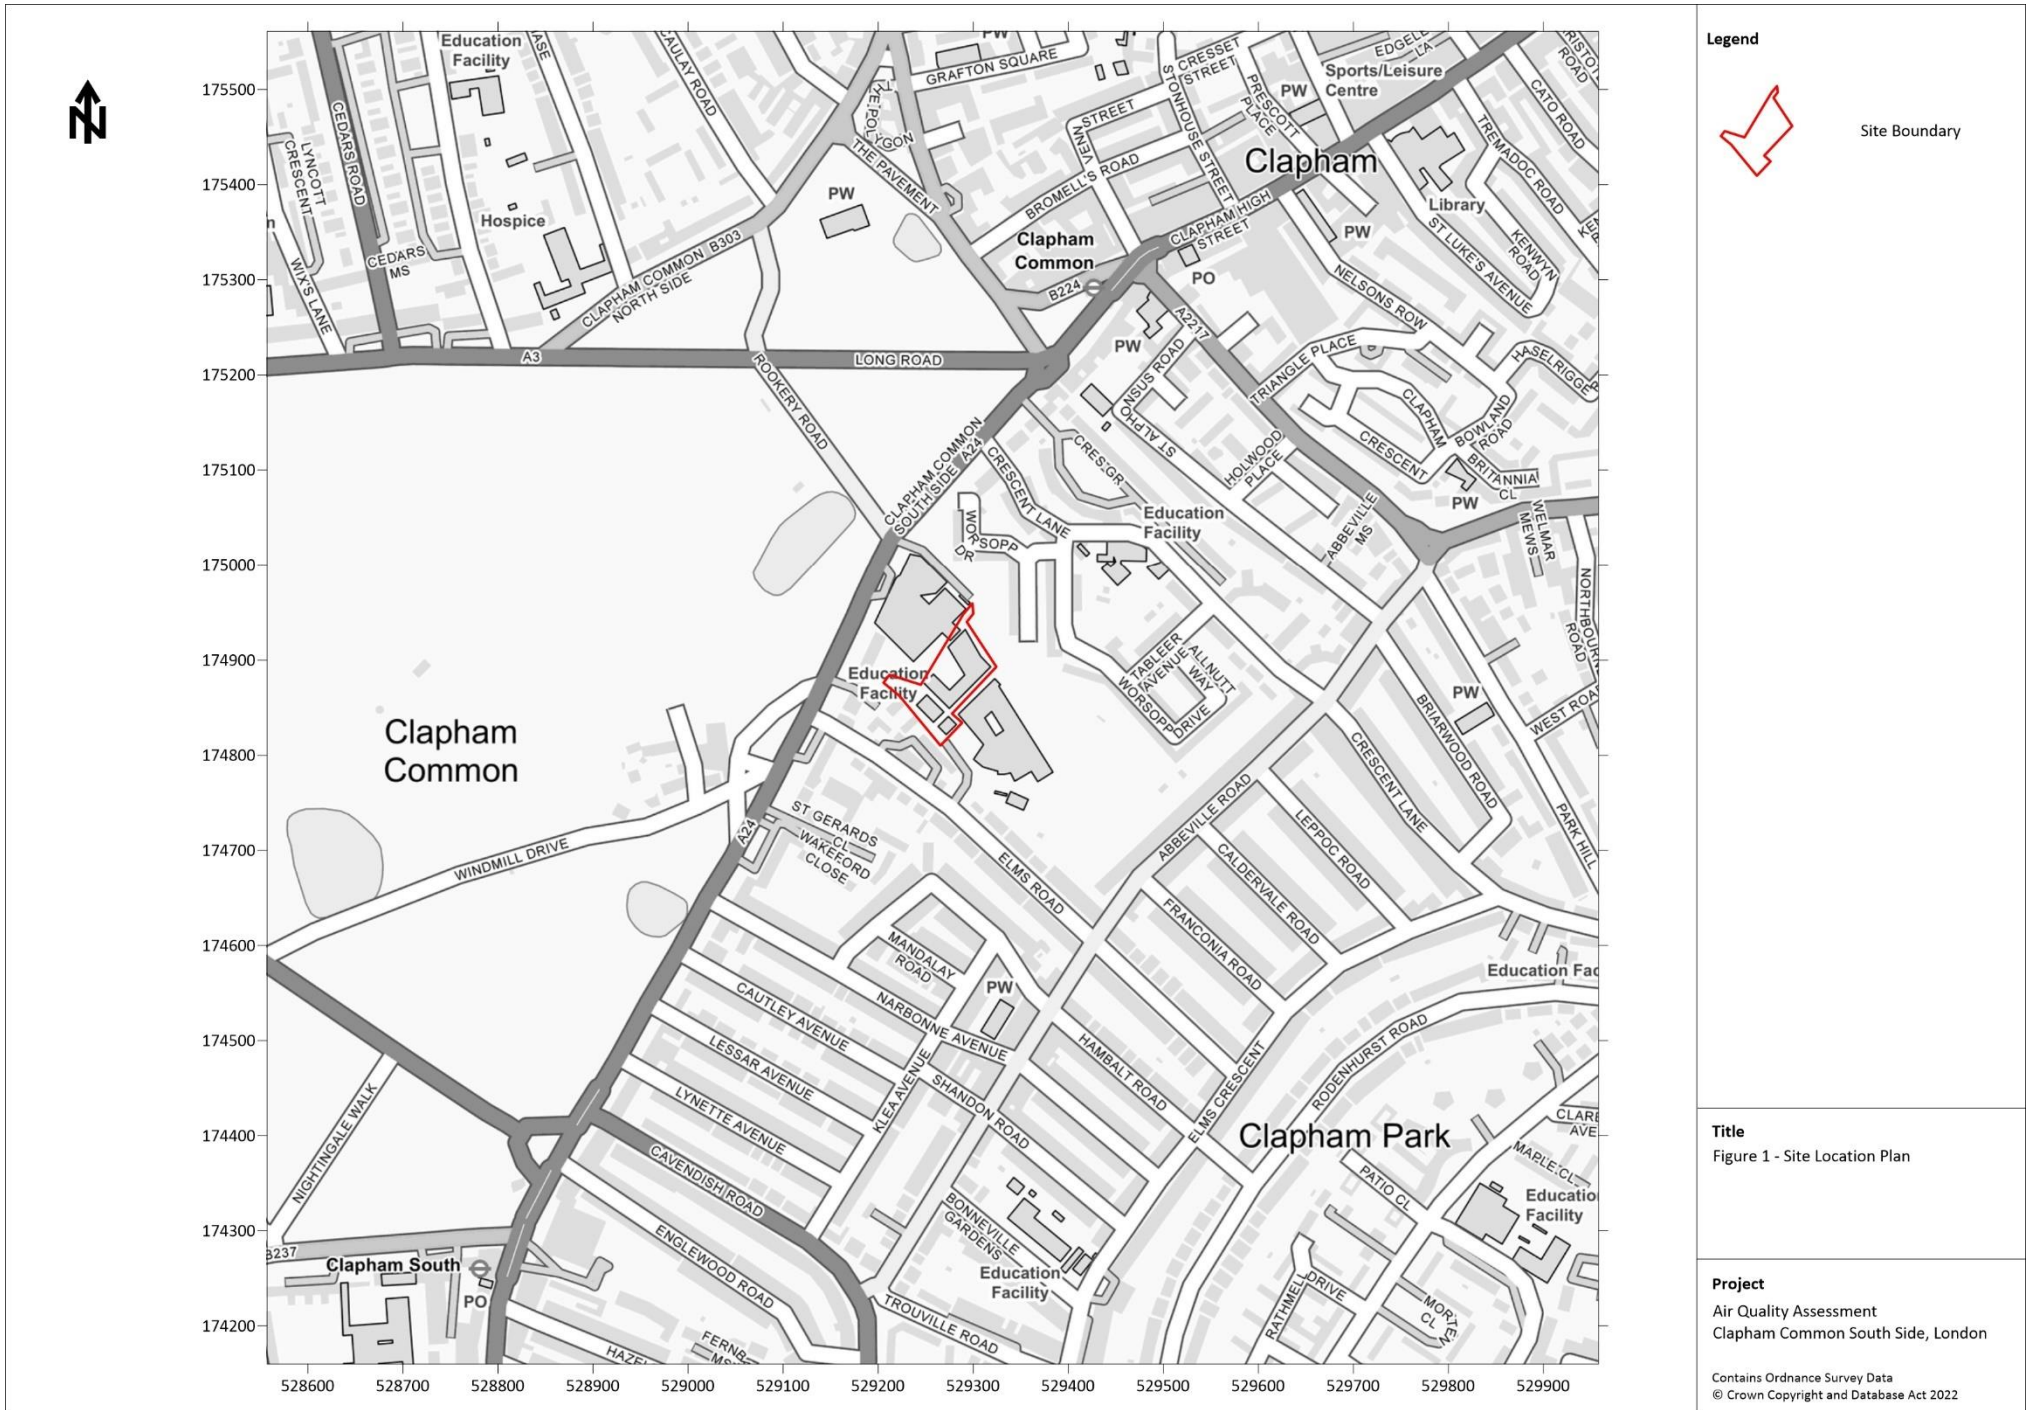 Legend
Site Boundary
N
175500
175400
175300
175200
175100
175000
174900
174800
174700
174600
174500
174400
174300
174200
528600
528700
528800
528900
529000
529100
529200
529300
529400
529500
529600
529700
529800
529900
Education
Facility
CEDARS ROAD
LYNCOTT
CRESCENT
CAULAY ROAD
THE POLYGON
PW
GRAFTON SQUARE
CRESSET
STREET
STONHOUSE STREET
PRESCOTT
PLACE
PW
Sports/Leisure
Centre
CATO ROAD
TREMADOC ROAD
VENN
STREET
THE PAVEMENT
BROMELL'S ROAD
Clapham
PW
Hospice
Library
PW
ST LUKE'S AVENUE
KENWYN
ROAD
CLAPHAM HIGH
STREET
Clapham
Common
CEDARS
MS
WIX'S LANE
CLAPHAM COMMON B303
NORTH SIDE
B224
PO
A2217
NELSONS ROW
A3
LONG ROAD
PW
TRIANGLE PLACE
ROOKERY ROAD
ST ALPHONSUS ROAD
CLAPHAM
CRESCENT
BOWLAND
ROAD
CLAPHAM COMMON
SOUTH SIDE A24
CRES GR
HOLWOOD
PLACE
BRITANNIA
CL
PW
CRESCENT LANE
WORSOPP
DR
Education
Facility
ABBEVILLE
MS
WELMAR
MEWS
Education
Facility
TABLEER
AVENUE
ALLNUTT
WAY
WORSOPP
DRIVE
PW
WEST ROA
Clapham
Common
BRIARWOOD ROAD
CRESCENT LANE
ABBEVILLE ROAD
LEPPOC ROAD
PARK HILL
ST GERARDS
CL
WAKEFORD
CLOSE
A24
WINDMILL DRIVE
ELMS ROAD
CALDERVALE ROAD
FRANCONIA ROAD
MANDALAY
ROAD
PW
Education Fac
NARBONNE AVENUE
CAUTLEY AVENUE
LESSAR AVENUE
LYNETTE AVENUE
KLEA AVENUE
SHANDON ROAD
HAMBALT ROAD
ELMS CRESCENT
RODENHURST ROAD
NIGHTINGALE WALK
CAVENDISH ROAD
Clapham Park
CLARE
AVE
MAPLE CL
PATIO CL
Educatio
Facility
BONNEVILLE
GARDENS
Education
Facility
B237
Clapham South
PO
ENGLEWOOD ROAD
TROUVILLE ROAD
RATHMELL
DRIVE
Title
Figure 1 - Site Location Plan
Project
Air Quality Assessment
Clapham Common South Side, London
Contains Ordnance Survey Data
© Crown Copyright and Database Act 2022